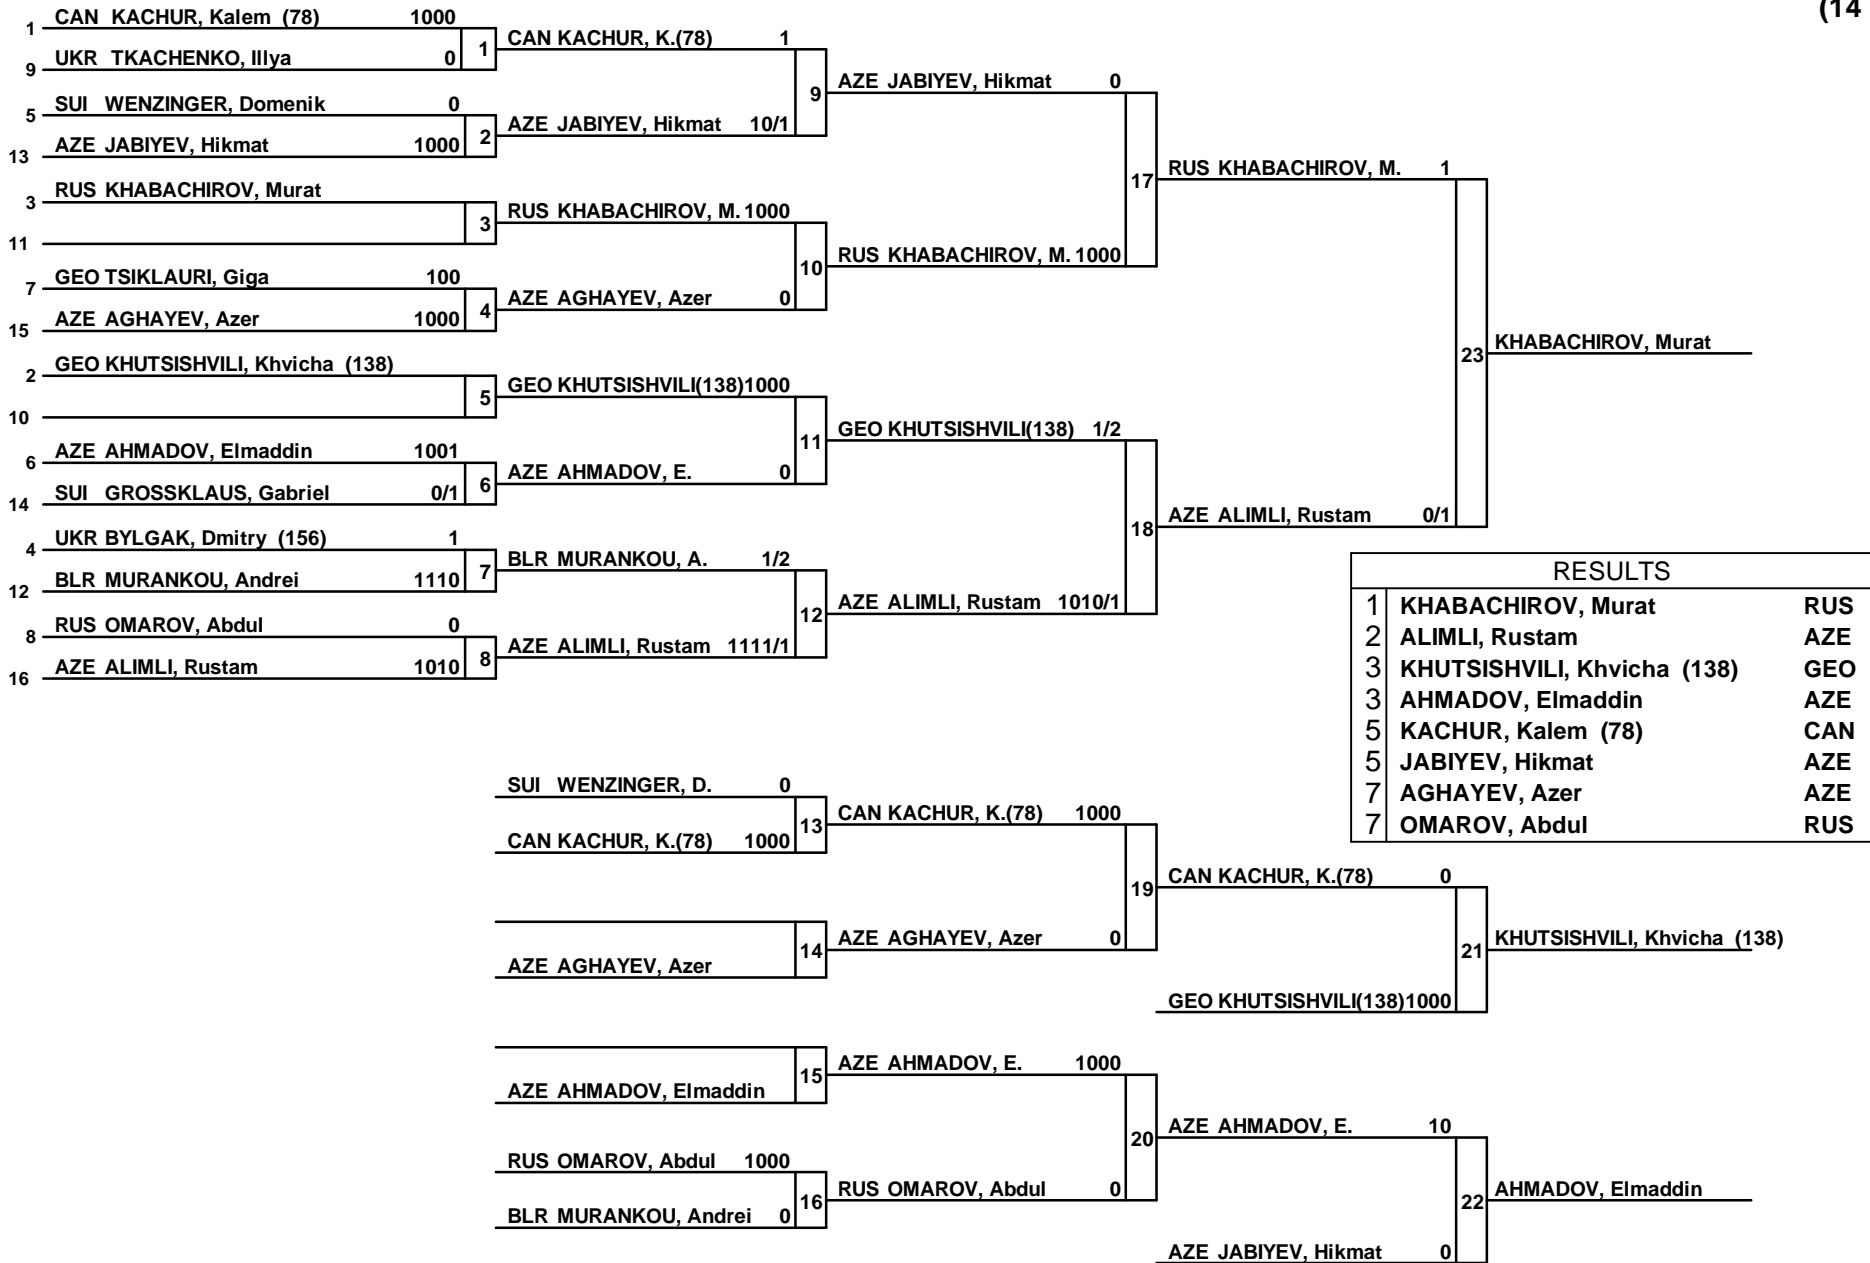 (14
1 CAN KACHUR, Kalem (78) 1000
9 UKR TKACHENKO, Illya 0
1
5 SUI WENZINGER, Domenik 0
13 AZE JABIYEV, Hikmat 1000
2
3 RUS KHABACHIROV, Murat
11
3
7 GEO TSIKLAURI, Giga 100
15 AZE AGHAYEV, Azer 1000
4
2 GEO KHUTSISHVILI, Khvicha (138)
10
5
6 AZE AHMADOV, Elmaddin 1001
14 SUI GROSSKLAUS, Gabriel 0/1
6
4 UKR BYLGAK, Dmitry (156) 1
12 BLR MURANKOU, Andrei 1110
7
8 RUS OMAROV, Abdul 0
16 AZE ALIMLI, Rustam 1010
8
CAN KACHUR, K.(78) 1
AZE JABIYEV, Hikmat 10/1
9
RUS KHABACHIROV, M. 1000
AZE AGHAYEV, Azer 0
10
GEO KHUTSISHVILI(138)1000
AZE AHMADOV, E. 0
11
BLR MURANKOU, A. 1/2
AZE ALIMLI, Rustam 1111/1
12
AZE JABIYEV, Hikmat 0
RUS KHABACHIROV, M. 1000
17
GEO KHUTSISHVILI(138) 1/2
AZE ALIMLI, Rustam 1010/1
18
RUS KHABACHIROV, M. 1
AZE ALIMLI, Rustam 0/1
23
KHABACHIROV, Murat
RESULTS
1 KHABACHIROV, Murat RUS
2 ALIMLI, Rustam AZE
3 KHUTSISHVILI, Khvicha (138) GEO
3 AHMADOV, Elmaddin AZE
5 KACHUR, Kalem (78) CAN
5 JABIYEV, Hikmat AZE
7 AGHAYEV, Azer AZE
7 OMAROV, Abdul RUS
SUI WENZINGER, D. 0
CAN KACHUR, K.(78) 1000
13
AZE AGHAYEV, Azer
14
AZE AHMADOV, Elmaddin
15
RUS OMAROV, Abdul 1000
BLR MURANKOU, Andrei 0
16
CAN KACHUR, K.(78) 1000
AZE AGHAYEV, Azer 0
19
AZE AHMADOV, E. 1000
RUS OMAROV, Abdul 0
20
CAN KACHUR, K.(78) 0
GEO KHUTSISHVILI(138)1000
21
KHUTSISHVILI, Khvicha (138)
AZE AHMADOV, E. 10
AZE JABIYEV, Hikmat 0
22
AHMADOV, Elmaddin